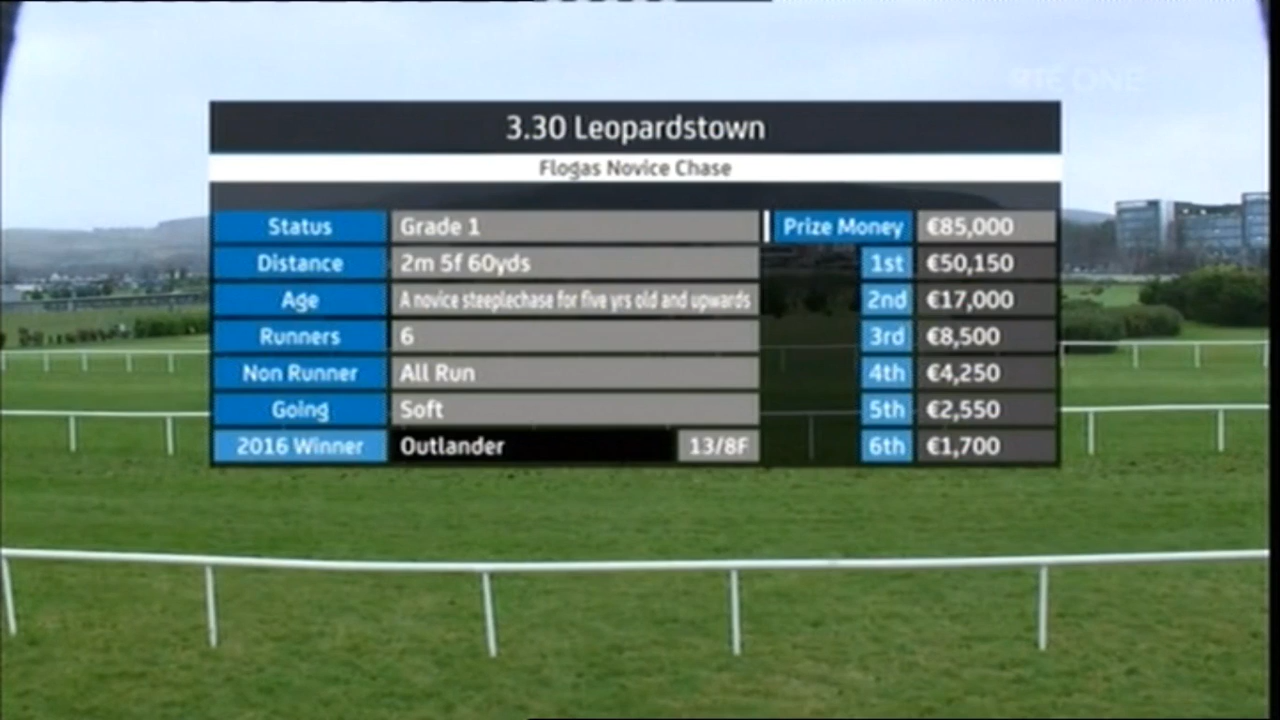 RTÉ ONE
3.30 Leopardstown
Flogas Novice Chase
Status Grade 1 Prize Money €85,000
Distance 2m 5f 60yds 1st €50,150
Age A novice steeplechase for five yrs old and upwards 2nd €17,000
Runners 6 3rd €8,500
Non Runner All Run 4th €4,250
Going Soft 5th €2,550
2016 Winner Outlander 13/8F 6th €1,700